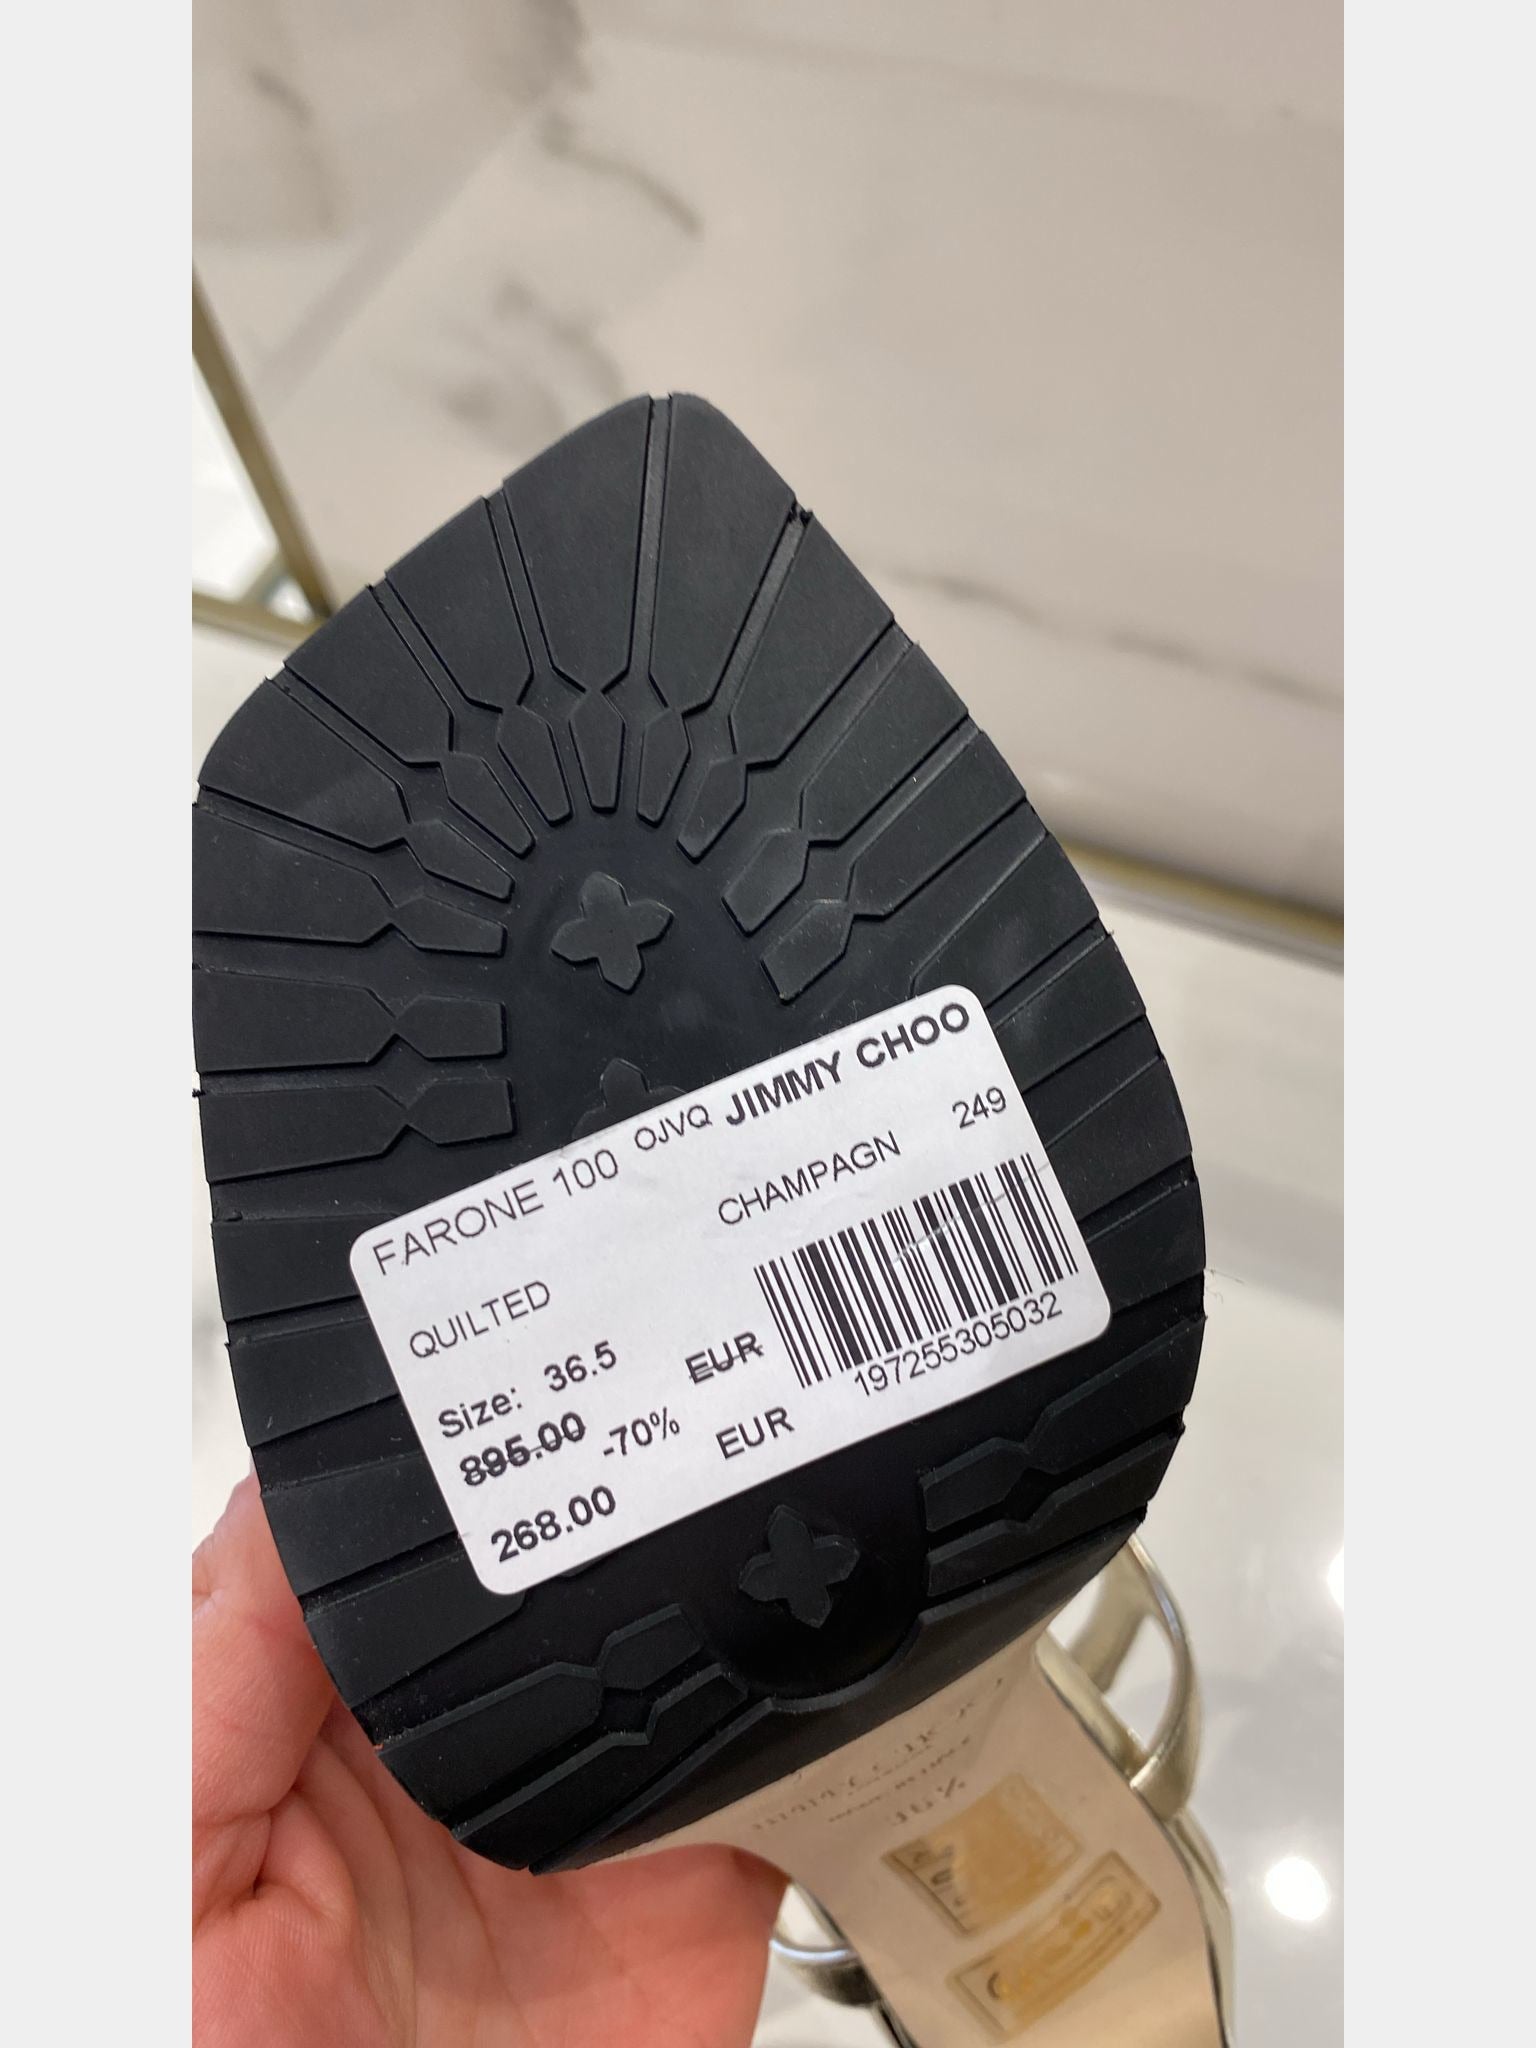 FARONE 100 OJVQ JIMMY CHOO
CHAMPAGN 249
QUILTED
Size: 36.5 EUR
895.00 -70% EUR
268.00
197255305032